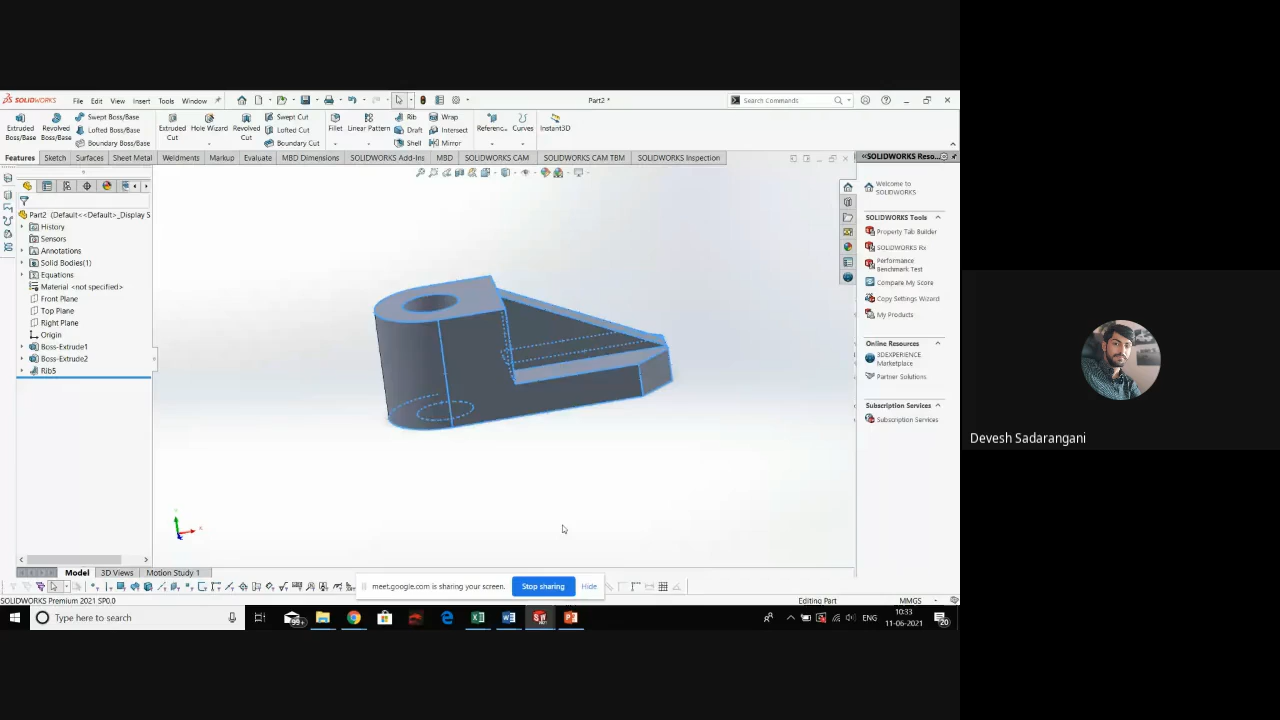 SOLIDWORKS File Edit View Insert Tools Window Part2 * Search Commands
Extruded Boss/Base
Revolved Boss/Base
Swept Boss/Base
Lofted Boss/Base
Boundary Boss/Base
Extruded Cut
Hole Wizard
Revolved Cut
Swept Cut
Lofted Cut
Boundary Cut
Fillet
Linear Pattern
Rib
Draft
Shell
Wrap
Intersect
Mirror
Referenc...
Curves
Instant3D
Features Sketch Surfaces Sheet Metal Weldments Markup Evaluate MBD Dimensions SOLIDWORKS Add-Ins MBD SOLIDWORKS CAM SOLIDWORKS CAM TBM SOLIDWORKS Inspection
Part2 (Default<<Default>_Display S
History
Sensors
Annotations
Solid Bodies(1)
Equations
Material <not specified>
Front Plane
Top Plane
Right Plane
Origin
Boss-Extrude1
Boss-Extrude2
Rib5
SOLIDWORKS Reso...
Welcome to
SOLIDWORKS
SOLIDWORKS Tools
Property Tab Builder
SOLIDWORKS Rx
Performance
Benchmark Test
Compare My Score
Copy Settings Wizard
My Products
Online Resources
3DEXPERIENCE
Marketplace
Partner Solutions
Subscription Services
Subscription Services
Devesh Sadarangani
Model 3D Views Motion Study 1
meet.google.com is sharing your screen. Stop sharing Hide
SOLIDWORKS Premium 2021 SP0.0 Editing Part MMGS
Type here to search
99+
ENG
10:33
11-06-2021
20